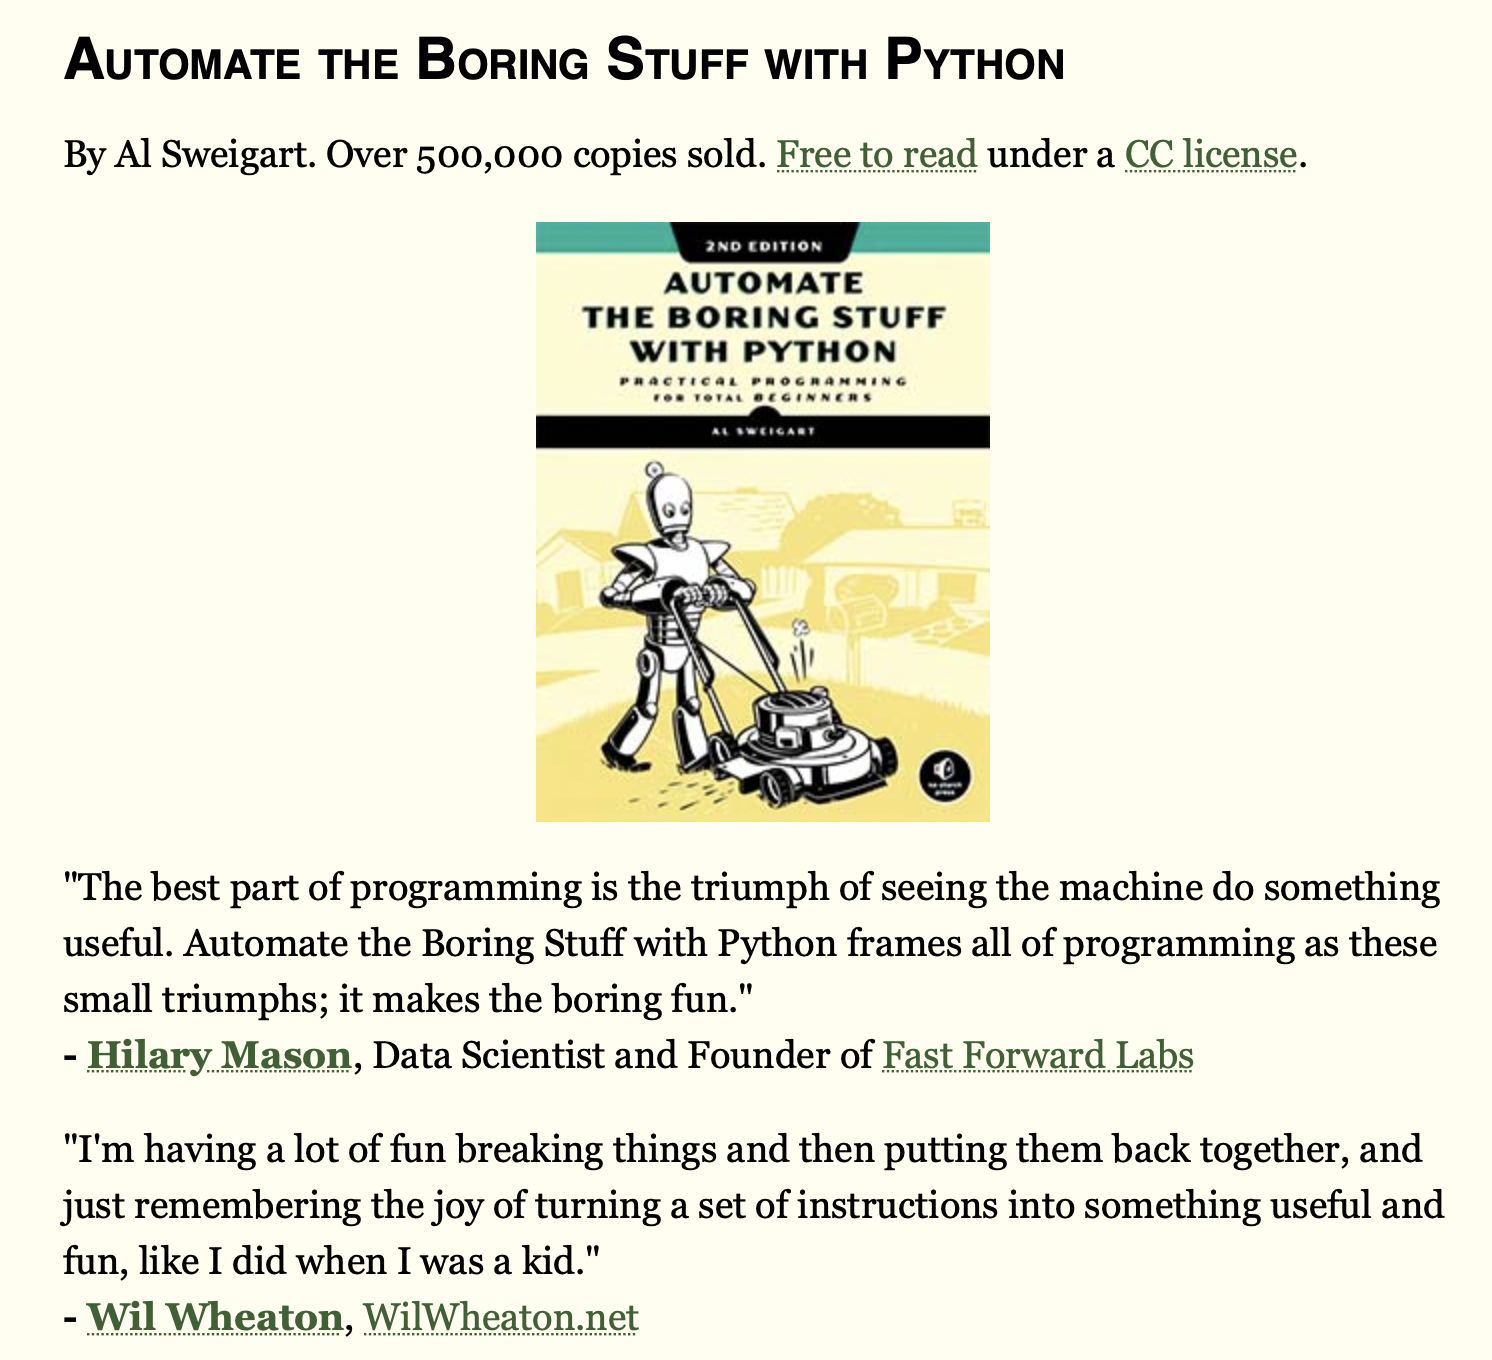 Automate the Boring Stuff with Python
By Al Sweigart. Over 500,000 copies sold. Free to read under a CC license.
2ND EDITION
AUTOMATE
THE BORING STUFF
WITH PYTHON
PRACTICAL PROGRAMMING
FOR TOTAL BEGINNERS
AL SWEIGART
no starch
press
"The best part of programming is the triumph of seeing the machine do something
useful. Automate the Boring Stuff with Python frames all of programming as these
small triumphs; it makes the boring fun."
- Hilary Mason, Data Scientist and Founder of Fast Forward Labs
"I'm having a lot of fun breaking things and then putting them back together, and
just remembering the joy of turning a set of instructions into something useful and
fun, like I did when I was a kid."
- Wil Wheaton, WilWheaton.net